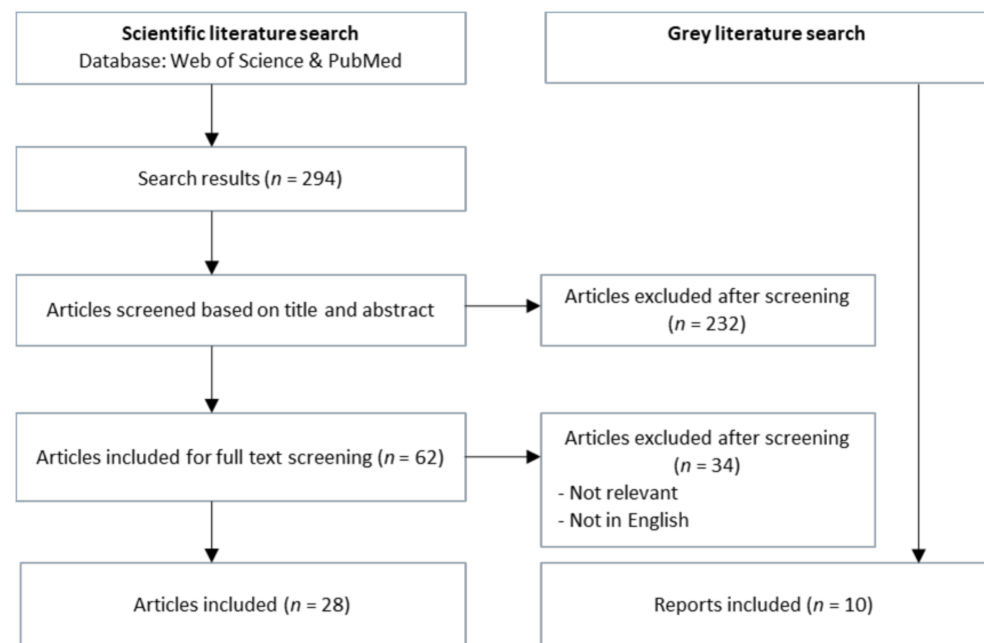 Scientific literature search
Database: Web of Science & PubMed
Grey literature search
Search results (n = 294)
Articles screened based on title and abstract
Articles excluded after screening
(n = 232)
Articles included for full text screening (n = 62)
Articles excluded after screening
(n = 34)
- Not relevant
- Not in English
Articles included (n = 28)
Reports included (n = 10)